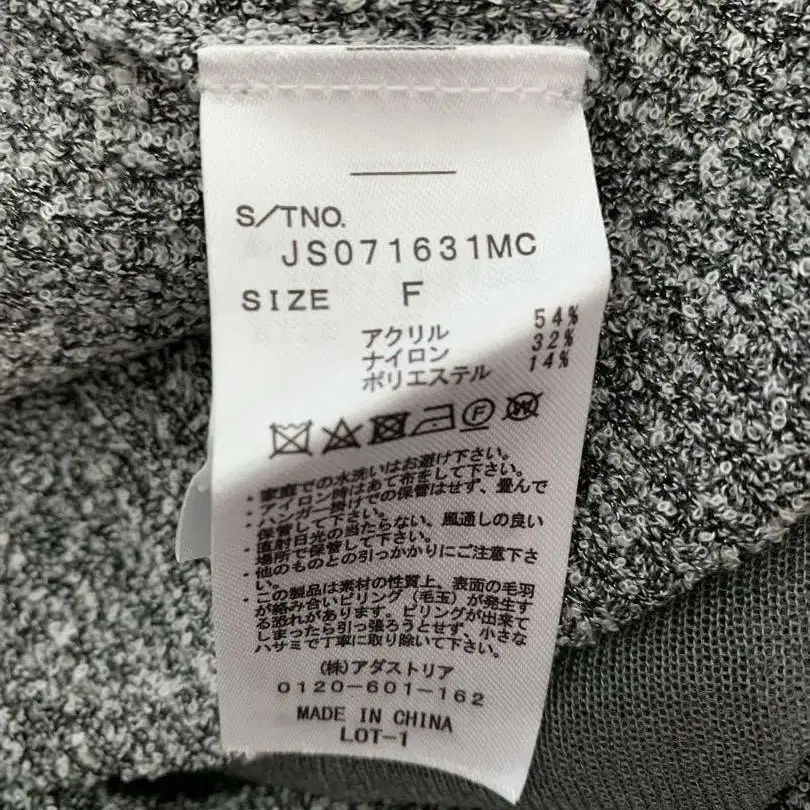 S/TNO.
JS071631MC
SIZE F
アクリル 54%
ナイロン 32%
ポリエステル 14%
F
・家庭での水洗いはお避け下さい。
・アイロン時はあて布をして下さい。
・ハンガー掛けでの保管はせず、畳んで
保管して下さい。
・直射日光の当たらない、風通しの良い
場所で保管して下さい。
・他のものとの引っかかりにご注意下さ
い。
・この製品は素材の性質上、表面の毛羽
が絡み合いピリング（毛玉）が発生す
る恐れがあります。ピリングが出来て
しまったら引っ張ろうとせず、小さな
ハサミで丁寧に取り除いて下さい。
(株)アダストリア
0120-601-162
MADE IN CHINA
LOT-1